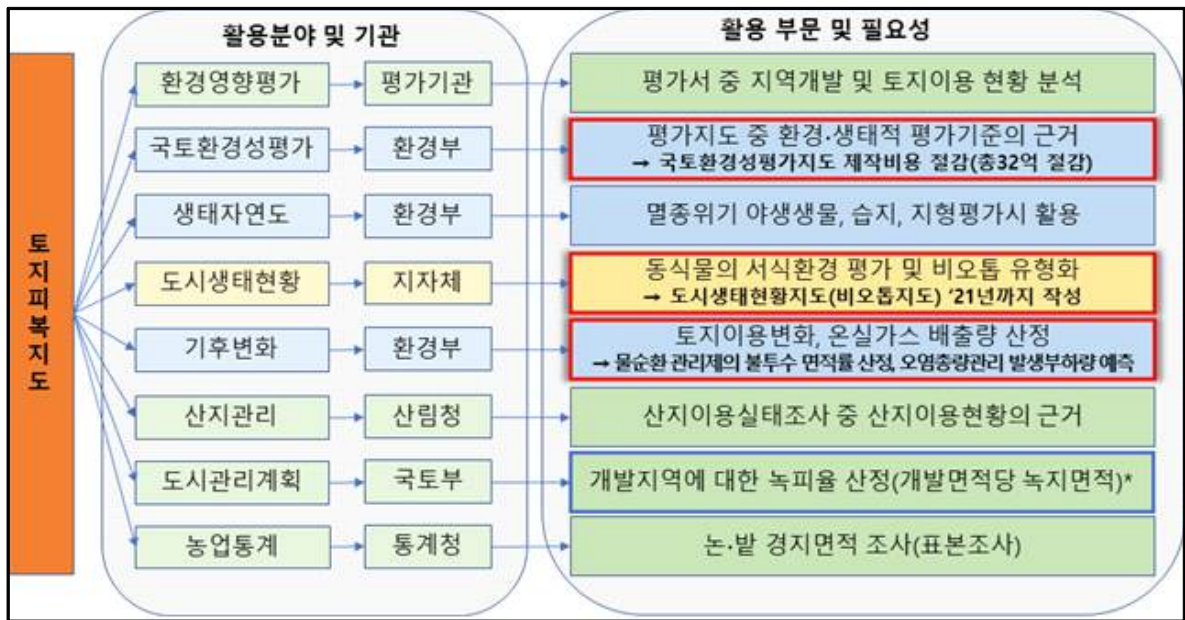 토지피복지도
활용분야 및 기관
활용 부문 및 필요성
환경영향평가
평가기관
평가서 중 지역개발 및 토지이용 현황 분석
국토환경성평가
환경부
평가지도 중 환경·생태적 평가기준의 근거
→ 국토환경성평가지도 제작비용 절감(총32억 절감)
생태자연도
환경부
멸종위기 야생생물, 습지, 지형평가시 활용
도시생태현황
지자체
동식물의 서식환경 평가 및 비오톱 유형화
→ 도시생태현황지도(비오톱지도) '21년까지 작성
기후변화
환경부
토지이용변화, 온실가스 배출량 산정
→ 물순환 관리제의 불투수 면적률 산정, 오염총량관리 발생부하량 예측
산지관리
산림청
산지이용실태조사 중 산지이용현황의 근거
도시관리계획
국토부
개발지역에 대한 녹피율 산정(개발면적당 녹지면적)*
농업통계
통계청
논·밭 경지면적 조사(표본조사)